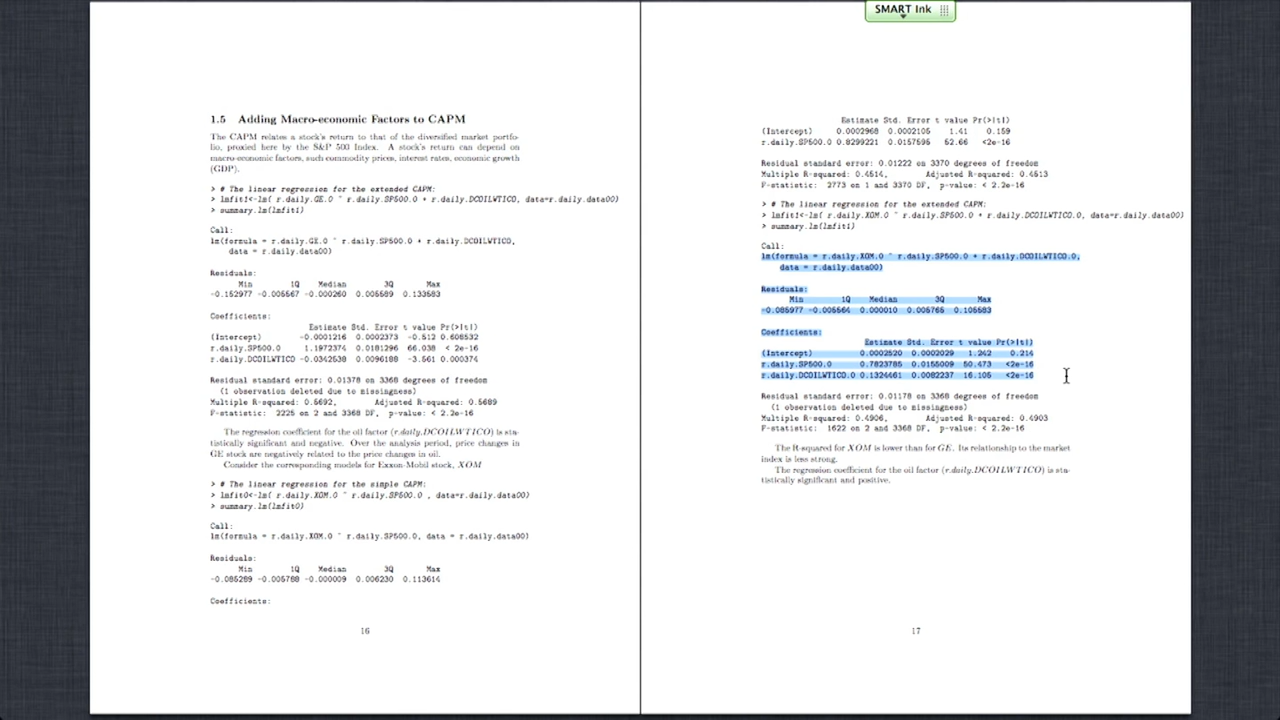 SMART Ink
1.5 Adding Macro-economic Factors to CAPM
The CAPM relates a stock's return to that of the diversified market portfo-
lio, proxied here by the S&P 500 Index. A stock's return can depend on
macro-economic factors, such commodity prices, interest rates, economic growth
(GDP).
> # The linear regression for the extended CAPM:
> lmfit1<-lm( r.daily.GE.0 ~ r.daily.SP500.0 + r.daily.DCOILWTICO, data=r.daily.data00)
> summary.lm(lmfit1)
Call:
lm(formula = r.daily.GE.0 ~ r.daily.SP500.0 + r.daily.DCOILWTICO,
data = r.daily.data00)
Residuals:
Min 1Q Median 3Q Max
-0.152977 -0.005567 -0.000260 0.005589 0.133583
Coefficients:
Estimate Std. Error t value Pr(>|t|)
(Intercept) -0.0001216 0.0002373 -0.512 0.608532
r.daily.SP500.0 1.1972374 0.0181296 66.038 < 2e-16
r.daily.DCOILWTICO -0.0342538 0.0096188 -3.561 0.000374
Residual standard error: 0.01378 on 3368 degrees of freedom
(1 observation deleted due to missingness)
Multiple R-squared: 0.5692, Adjusted R-squared: 0.5689
F-statistic: 2225 on 2 and 3368 DF, p-value: < 2.2e-16
The regression coefficient for the oil factor (r.daily.DCOILWTICO) is sta-
tistically significant and negative. Over the analysis period, price changes in
GE stock are negatively related to the price changes in oil.
Consider the corresponding models for Exxon-Mobil stock, XOM
> # The linear regression for the simple CAPM:
> lmfit0<-lm( r.daily.XOM.0 ~ r.daily.SP500.0 , data=r.daily.data00)
> summary.lm(lmfit0)
Call:
lm(formula = r.daily.XOM.0 ~ r.daily.SP500.0, data = r.daily.data00)
Residuals:
Min 1Q Median 3Q Max
-0.085289 -0.005788 -0.000009 0.006230 0.113614
Coefficients:
16
Estimate Std. Error t value Pr(>|t|)
(Intercept) 0.0002968 0.0002105 1.41 0.159
r.daily.SP500.0 0.8299221 0.0157595 52.66 <2e-16
Residual standard error: 0.01222 on 3370 degrees of freedom
Multiple R-squared: 0.4514, Adjusted R-squared: 0.4513
F-statistic: 2773 on 1 and 3370 DF, p-value: < 2.2e-16
> # The linear regression for the extended CAPM:
> lmfit1<-lm( r.daily.XOM.0 ~ r.daily.SP500.0 + r.daily.DCOILWTICO.0, data=r.daily.data00)
> summary.lm(lmfit1)
Call:
lm(formula = r.daily.XOM.0 ~ r.daily.SP500.0 + r.daily.DCOILWTICO.0,
data = r.daily.data00)
Residuals:
Min 1Q Median 3Q Max
-0.085977 -0.005564 0.000010 0.005765 0.105583
Coefficients:
Estimate Std. Error t value Pr(>|t|)
(Intercept) 0.0002520 0.0002029 1.242 0.214
r.daily.SP500.0 0.7823785 0.0155009 50.473 <2e-16
r.daily.DCOILWTICO.0 0.1324461 0.0082237 16.105 <2e-16
Residual standard error: 0.01178 on 3368 degrees of freedom
(1 observation deleted due to missingness)
Multiple R-squared: 0.4906, Adjusted R-squared: 0.4903
F-statistic: 1622 on 2 and 3368 DF, p-value: < 2.2e-16
The R-squared for XOM is lower than for GE. Its relationship to the market
index is less strong.
The regression coefficient for the oil factor (r.daily.DCOILWTICO) is sta-
tistically significant and positive.
17